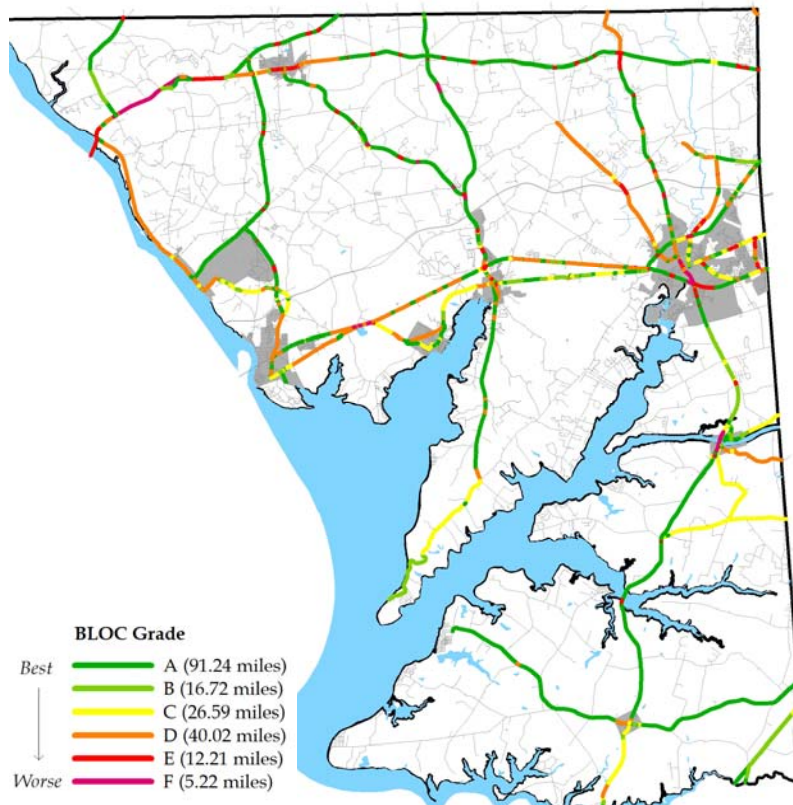 BLOC Grade
Best
A (91.24 miles)
B (16.72 miles)
C (26.59 miles)
D (40.02 miles)
E (12.21 miles)
Worse
F (5.22 miles)